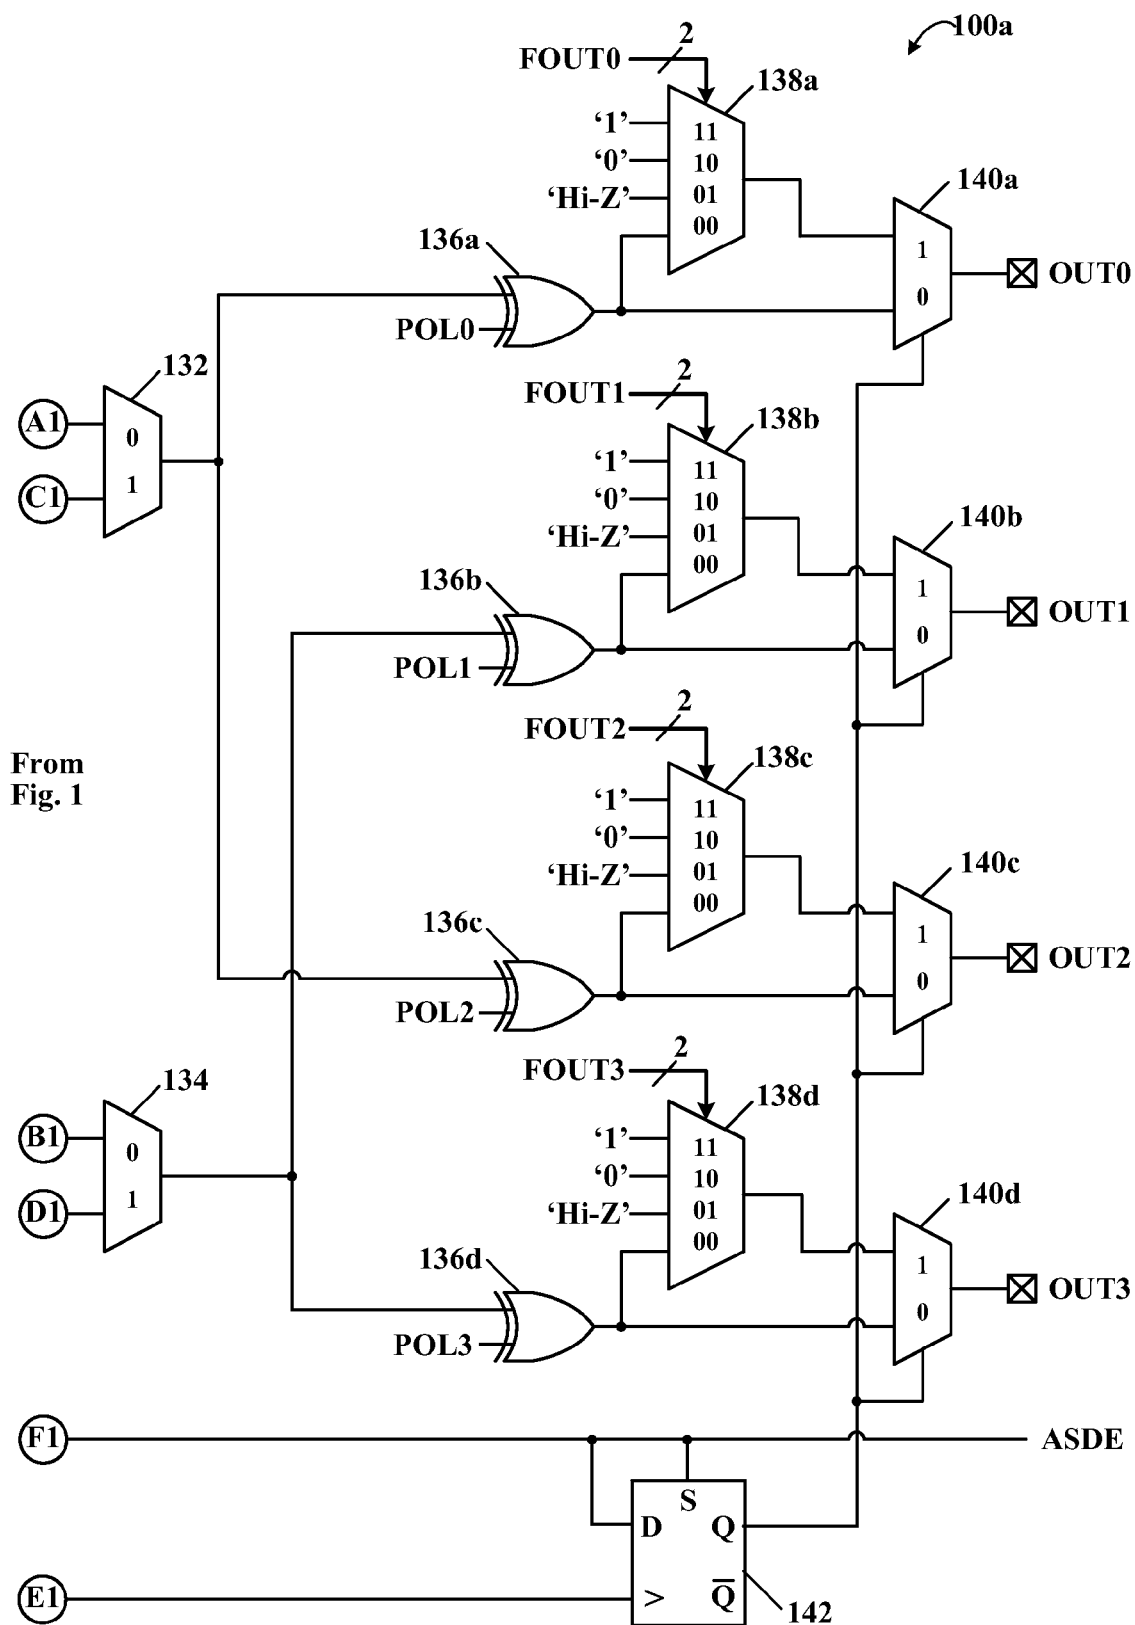 100a
2
FOUT0
138a
‘1’
11
‘0’
10
‘Hi-Z’
01
00
140a
136a
1
0
OUT0
POL0
132
2
FOUT1
138b
A1
0
1
C1
‘1’
11
‘0’
10
‘Hi-Z’
01
00
140b
136b
1
0
OUT1
POL1
2
FOUT2
138c
From
Fig. 1
‘1’
11
‘0’
10
‘Hi-Z’
01
00
140c
136c
1
0
OUT2
POL2
2
FOUT3
138d
134
B1
0
1
D1
‘1’
11
‘0’
10
‘Hi-Z’
01
00
140d
136d
1
0
OUT3
POL3
F1
ASDE
S
D
Q
E1
>
Q̅
142